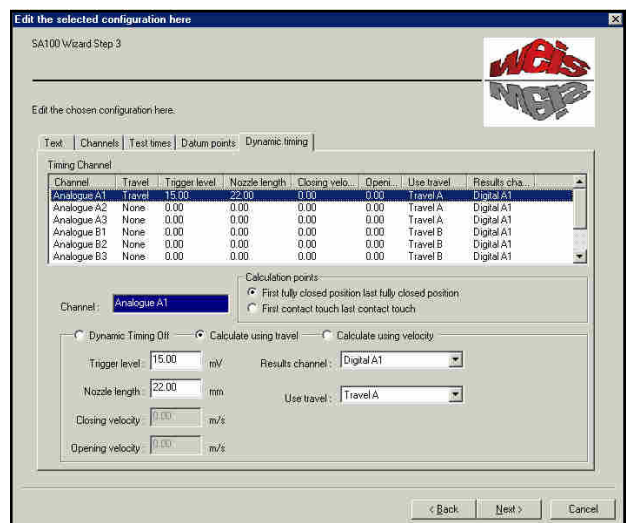 Edit the selected configuration here
SA100 Wizard Step 3
weis
weis
Edit the chosen configuration here.
Text Channels Test times Datum points Dynamic timing
Timing Channel
Channel Travel Trigger level Nozzle length Closing velo... Openi... Use travel Results cha...
Analogue A1 Travel 15.00 22.00 0.00 0.00 Travel A Digital A1
Analogue A2 None 0.00 0.00 0.00 0.00 Travel A Digital A1
Analogue A3 None 0.00 0.00 0.00 0.00 Travel A Digital A1
Analogue B1 None 0.00 0.00 0.00 0.00 Travel B Digital A1
Analogue B2 None 0.00 0.00 0.00 0.00 Travel B Digital A1
Analogue B3 None 0.00 0.00 0.00 0.00 Travel B Digital A1
Calculation points
First fully closed position last fully closed position
Channel : Analogue A1
First contact touch last contact touch
Dynamic Timing Off Calculate using travel Calculate using velocity
Trigger level : 15.00 mV Results channel : Digital A1
Nozzle length : 22.00 mm Use travel : Travel A
Closing velocity : 0.00 m/s
Opening velocity : 0.00 m/s
< Back Next > Cancel